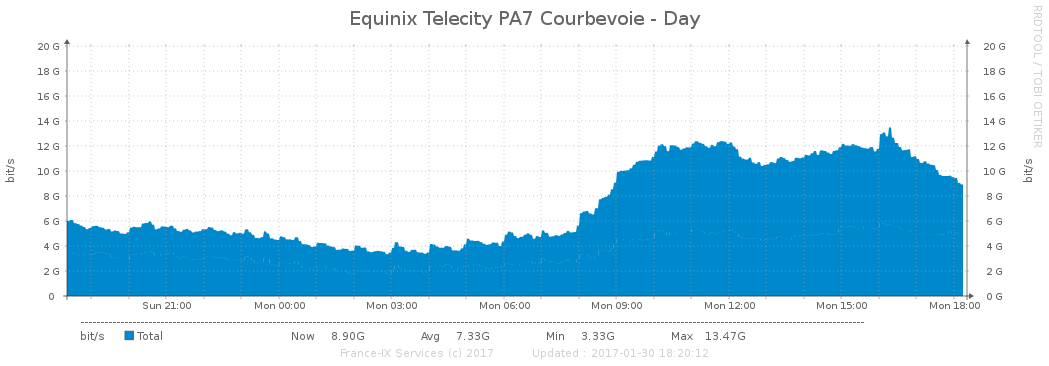 Equinix Telecity PA7 Courbevoie - Day
RRDTOOL / TOBI OETIKER
20 G 20 G
18 G 18 G
16 G 16 G
14 G 14 G
12 G 12 G
10 G 10 G
8 G 8 G
6 G 6 G
4 G 4 G
2 G 2 G
0 0 G
bit/s bit/s
Sun 21:00 Mon 00:00 Mon 03:00 Mon 06:00 Mon 09:00 Mon 12:00 Mon 15:00 Mon 18:00
bit/s Total Now 8.90G Avg 7.33G Min 3.33G Max 13.47G
France-IX Services (c) 2017 Updated : 2017-01-30 18:20:12